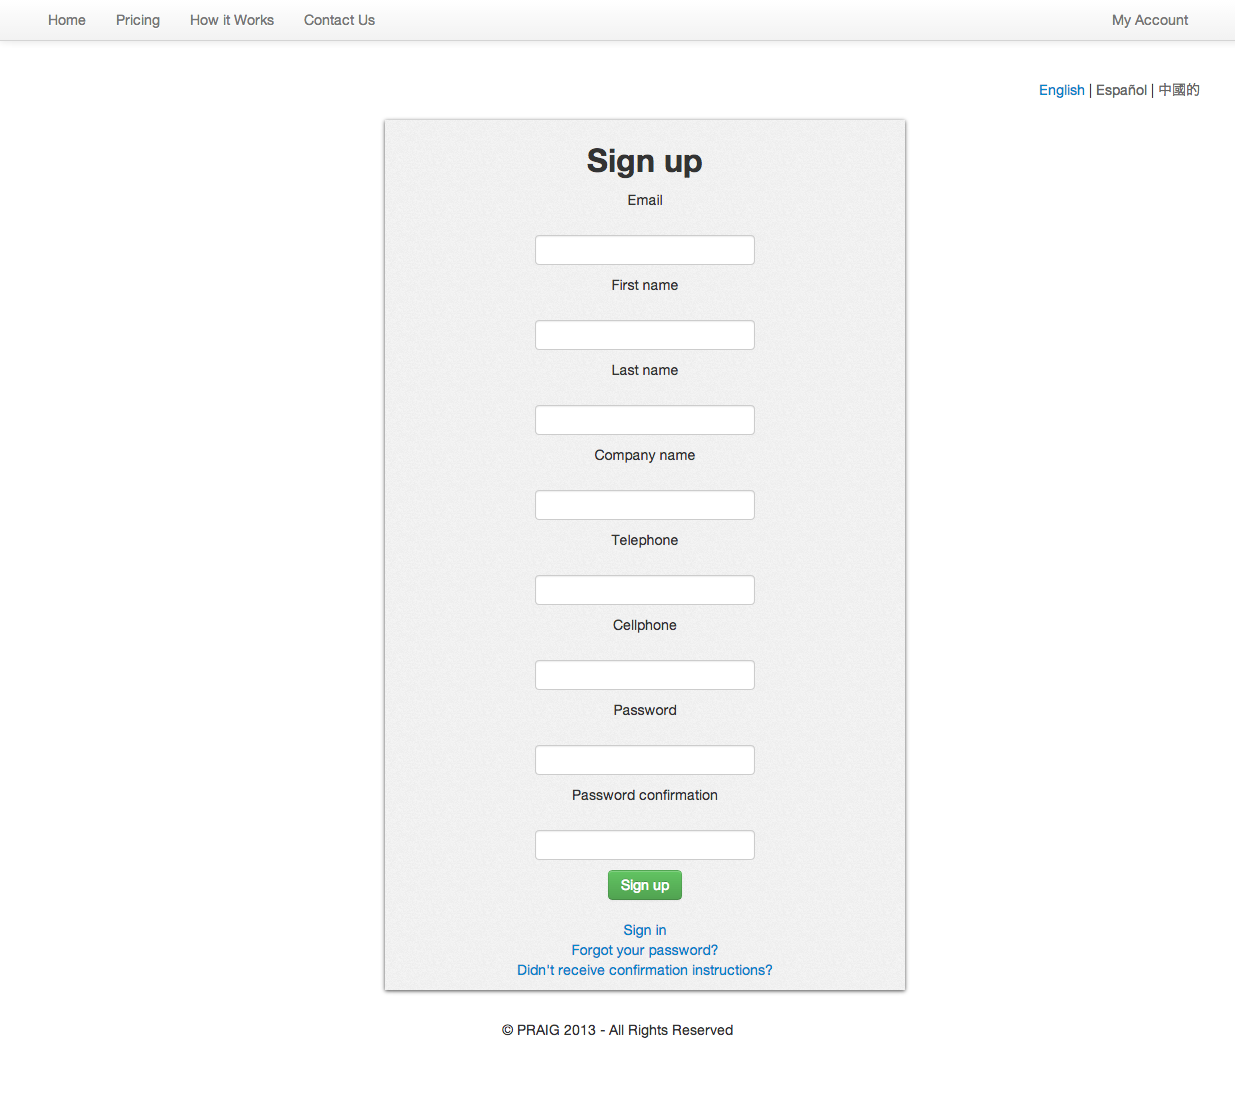 Home Pricing How it Works Contact Us My Account
English | Español | 中國的
Sign up
Email
First name
Last name
Company name
Telephone
Cellphone
Password
Password confirmation
Sign up
Sign in
Forgot your password?
Didn't receive confirmation instructions?
© PRAIG 2013 - All Rights Reserved